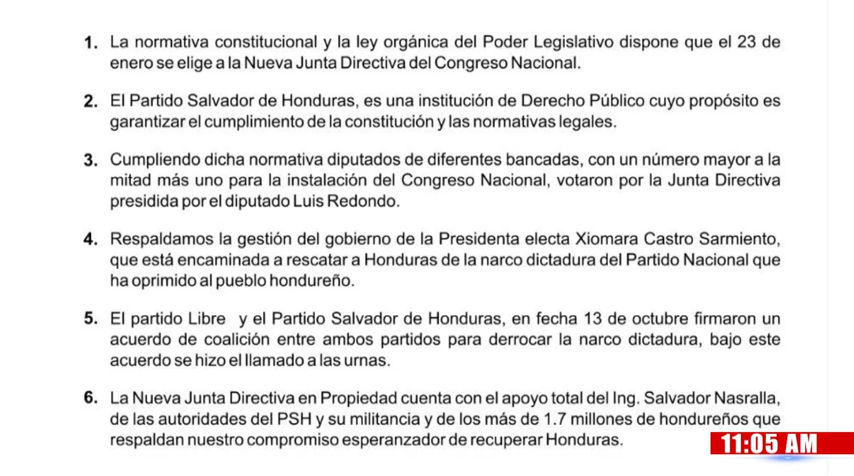 1. La normativa constitucional y la ley orgánica del Poder Legislativo dispone que el 23 de
enero se elige a la Nueva Junta Directiva del Congreso Nacional.
2. El Partido Salvador de Honduras, es una institución de Derecho Público cuyo propósito es
garantizar el cumplimiento de la constitución y las normativas legales.
3. Cumpliendo dicha normativa diputados de diferentes bancadas, con un número mayor a la
mitad más uno para la instalación del Congreso Nacional, votaron por la Junta Directiva
presidida por el diputado Luis Redondo.
4. Respaldamos la gestión del gobierno de la Presidenta electa Xiomara Castro Sarmiento,
que está encaminada a rescatar a Honduras de la narco dictadura del Partido Nacional que
ha oprimido al pueblo hondureño.
5. El partido Libre y el Partido Salvador de Honduras, en fecha 13 de octubre firmaron un
acuerdo de coalición entre ambos partidos para derrocar la narco dictadura, bajo este
acuerdo se hizo el llamado a las urnas.
6. La Nueva Junta Directiva en Propiedad cuenta con el apoyo total del Ing. Salvador Nasralla,
de las autoridades del PSH y su militancia y de los más de 1.7 millones de hondureños que
respaldan nuestro compromiso esperanzador de recuperar Honduras.
11:05 AM